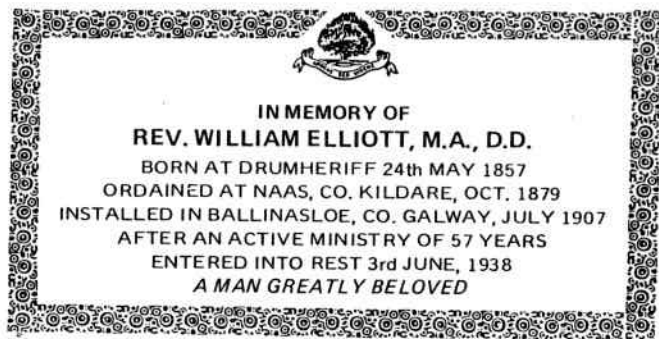 IN MEMORY OF
REV. WILLIAM ELLIOTT, M.A., D.D.
BORN AT DRUMHERIFF 24th MAY 1857
ORDAINED AT NAAS, CO. KILDARE, OCT. 1879
INSTALLED IN BALLINASLOE, CO. GALWAY, JULY 1907
AFTER AN ACTIVE MINISTRY OF 57 YEARS
ENTERED INTO REST 3rd JUNE, 1938
A MAN GREATLY BELOVED